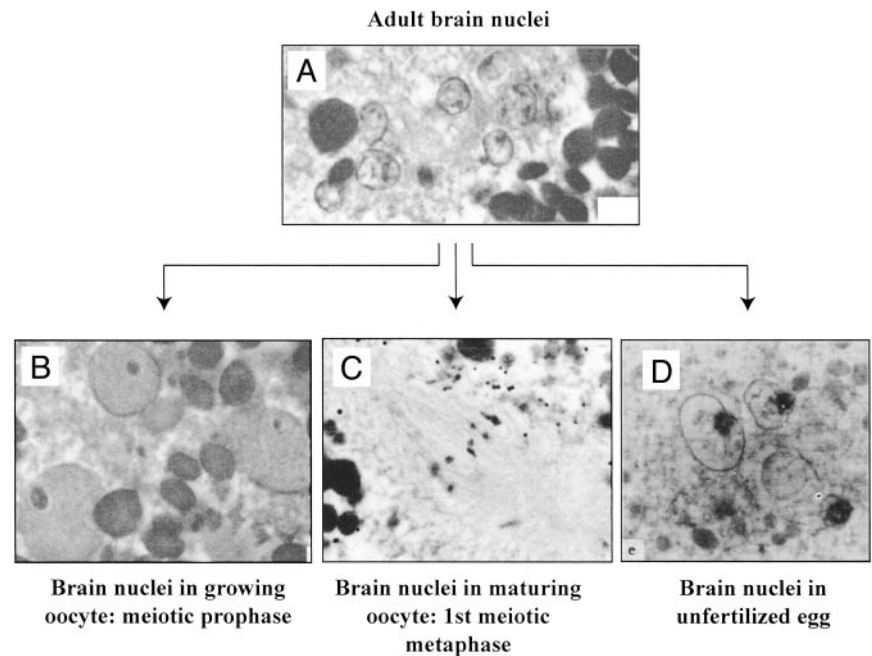 Adult brain nuclei
A
B
C
D
e
Brain nuclei in growing
oocyte: meiotic prophase
Brain nuclei in maturing
oocyte: 1st meiotic
metaphase
Brain nuclei in
unfertilized egg